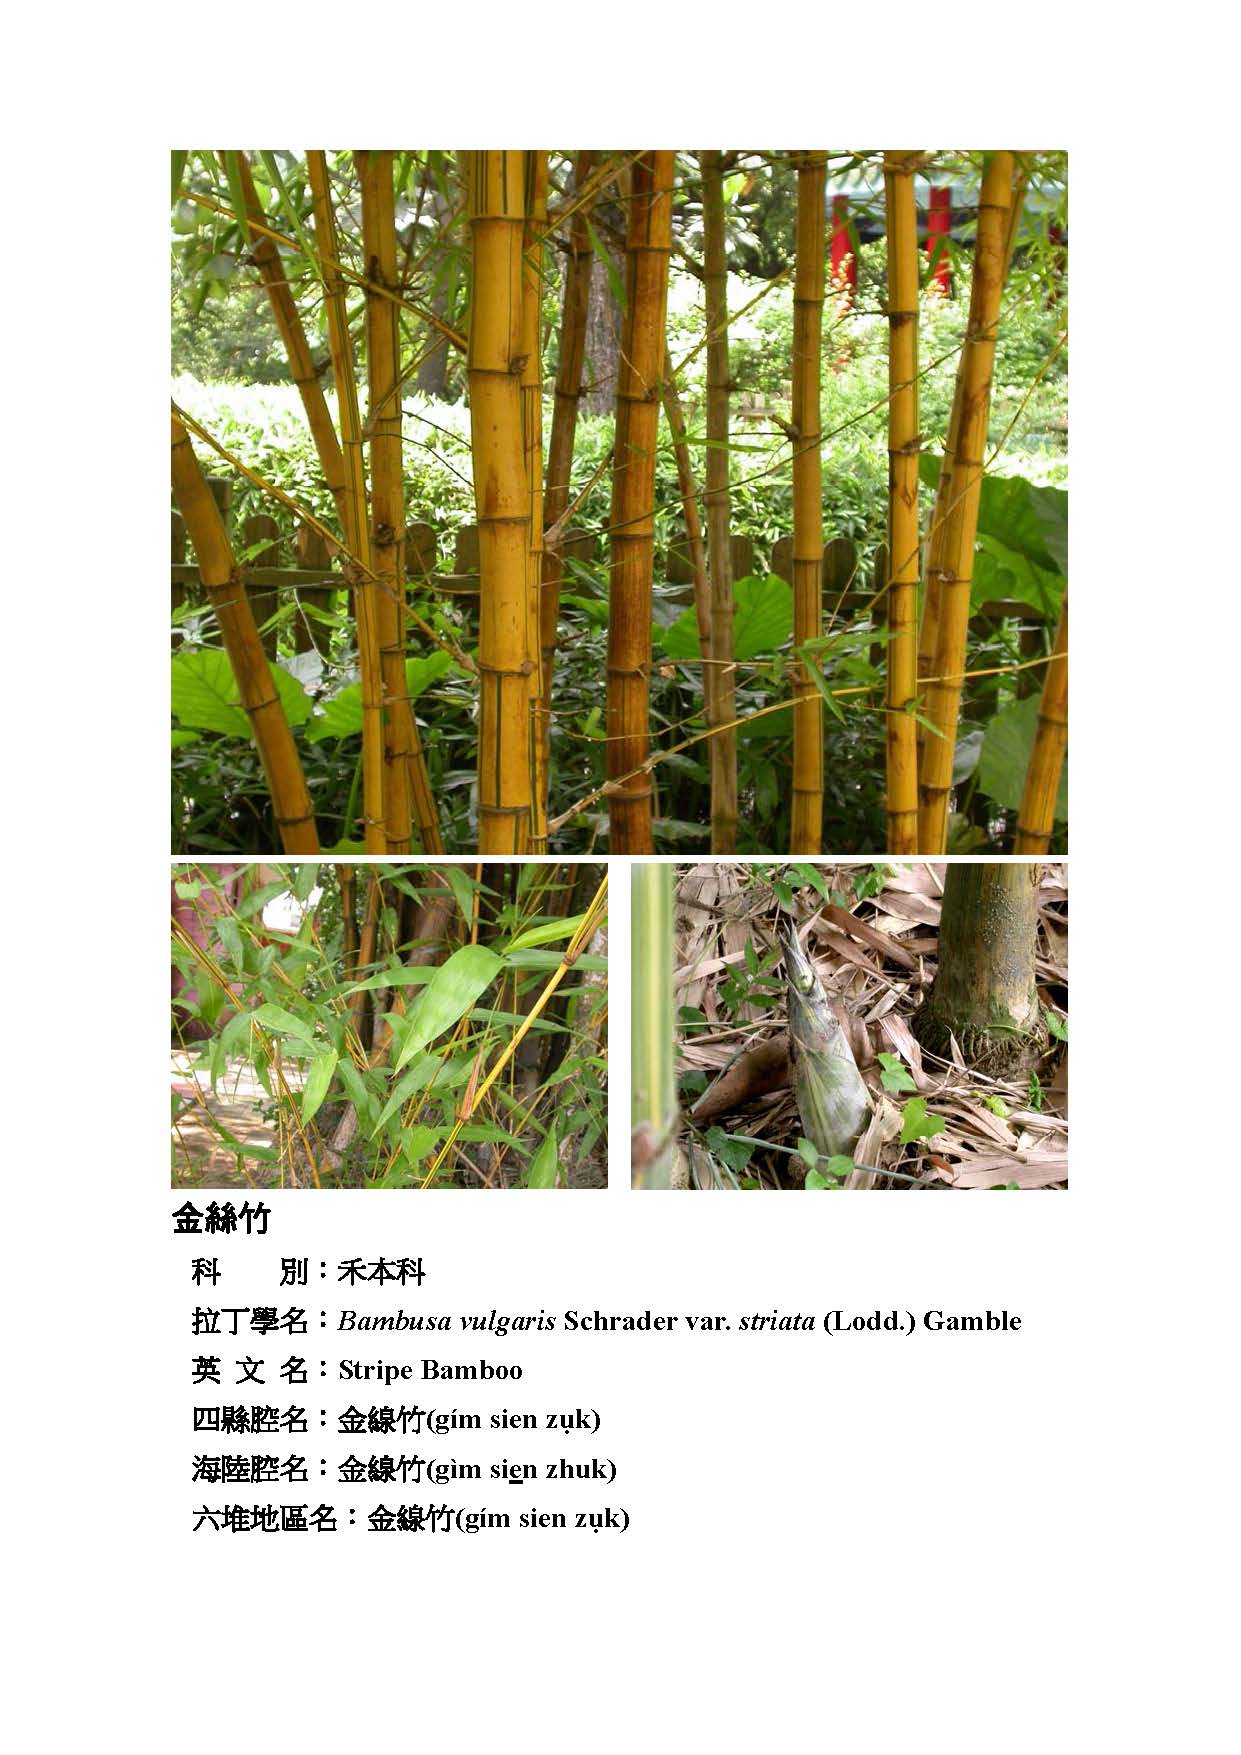 金絲竹
科　　別：禾本科
拉丁學名：Bambusa vulgaris Schrader var. striata (Lodd.) Gamble
英 文 名：Stripe Bamboo
四縣腔名：金線竹(gím sien zụk)
海陸腔名：金線竹(gìm sien zhuk)
六堆地區名：金線竹(gím sien zụk)